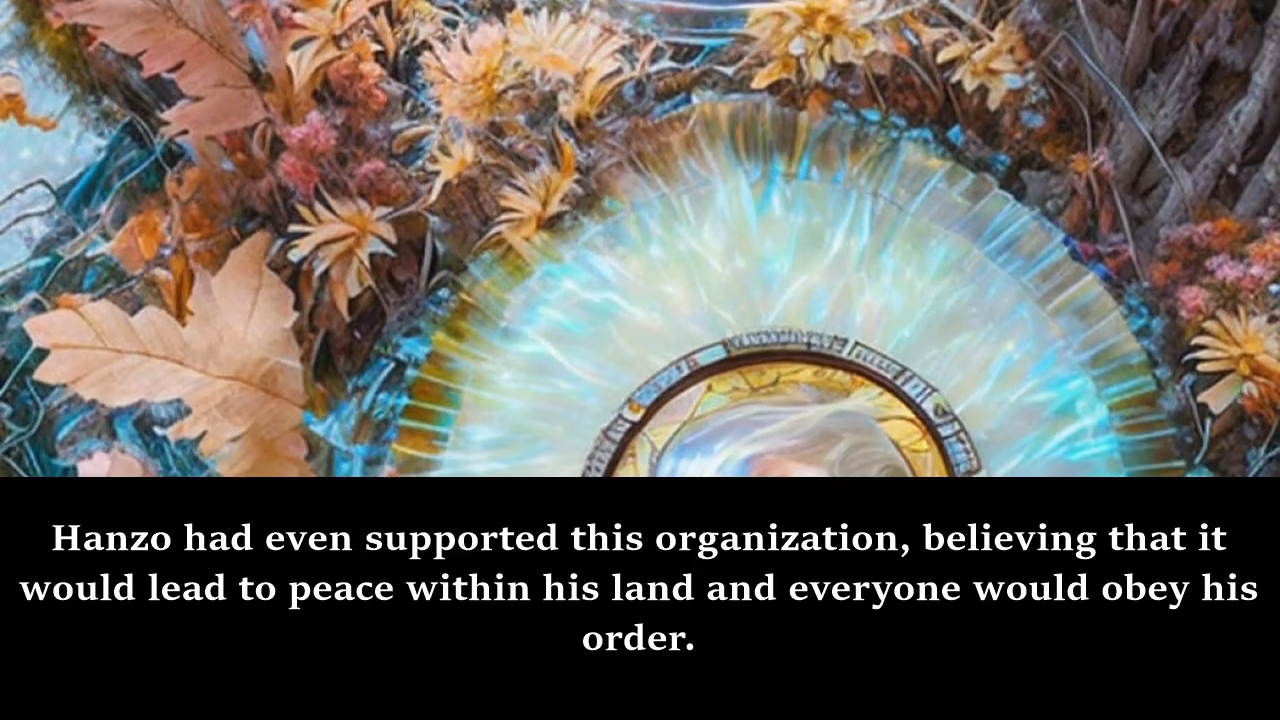 Hanzo had even supported this organization, believing that it
would lead to peace within his land and everyone would obey his
order.